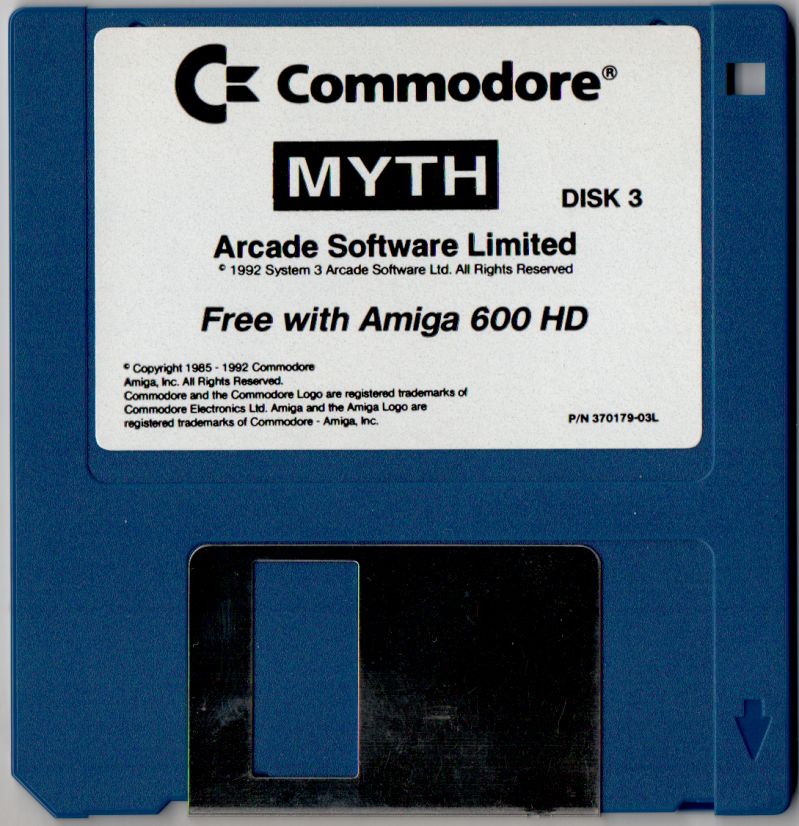 Commodore®
MYTH
DISK 3
Arcade Software Limited
© 1992 System 3 Arcade Software Ltd. All Rights Reserved
Free with Amiga 600 HD
© Copyright 1985 - 1992 Commodore
Amiga, Inc. All Rights Reserved.
Commodore and the Commodore Logo are registered trademarks of
Commodore Electronics Ltd. Amiga and the Amiga Logo are
registered trademarks of Commodore - Amiga, Inc.
P/N 370179-03L